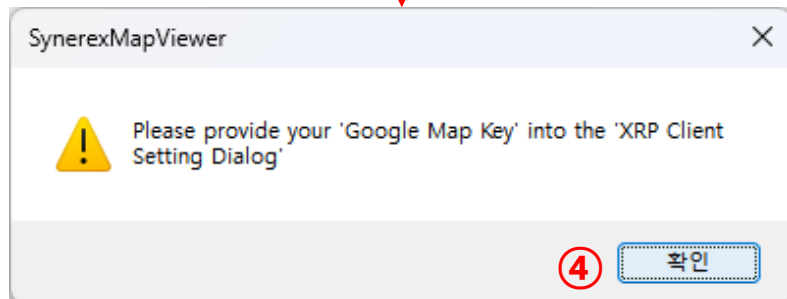 SynerexMapViewer
Please provide your 'Google Map Key' into the 'XRP Client
Setting Dialog'
④ 확인